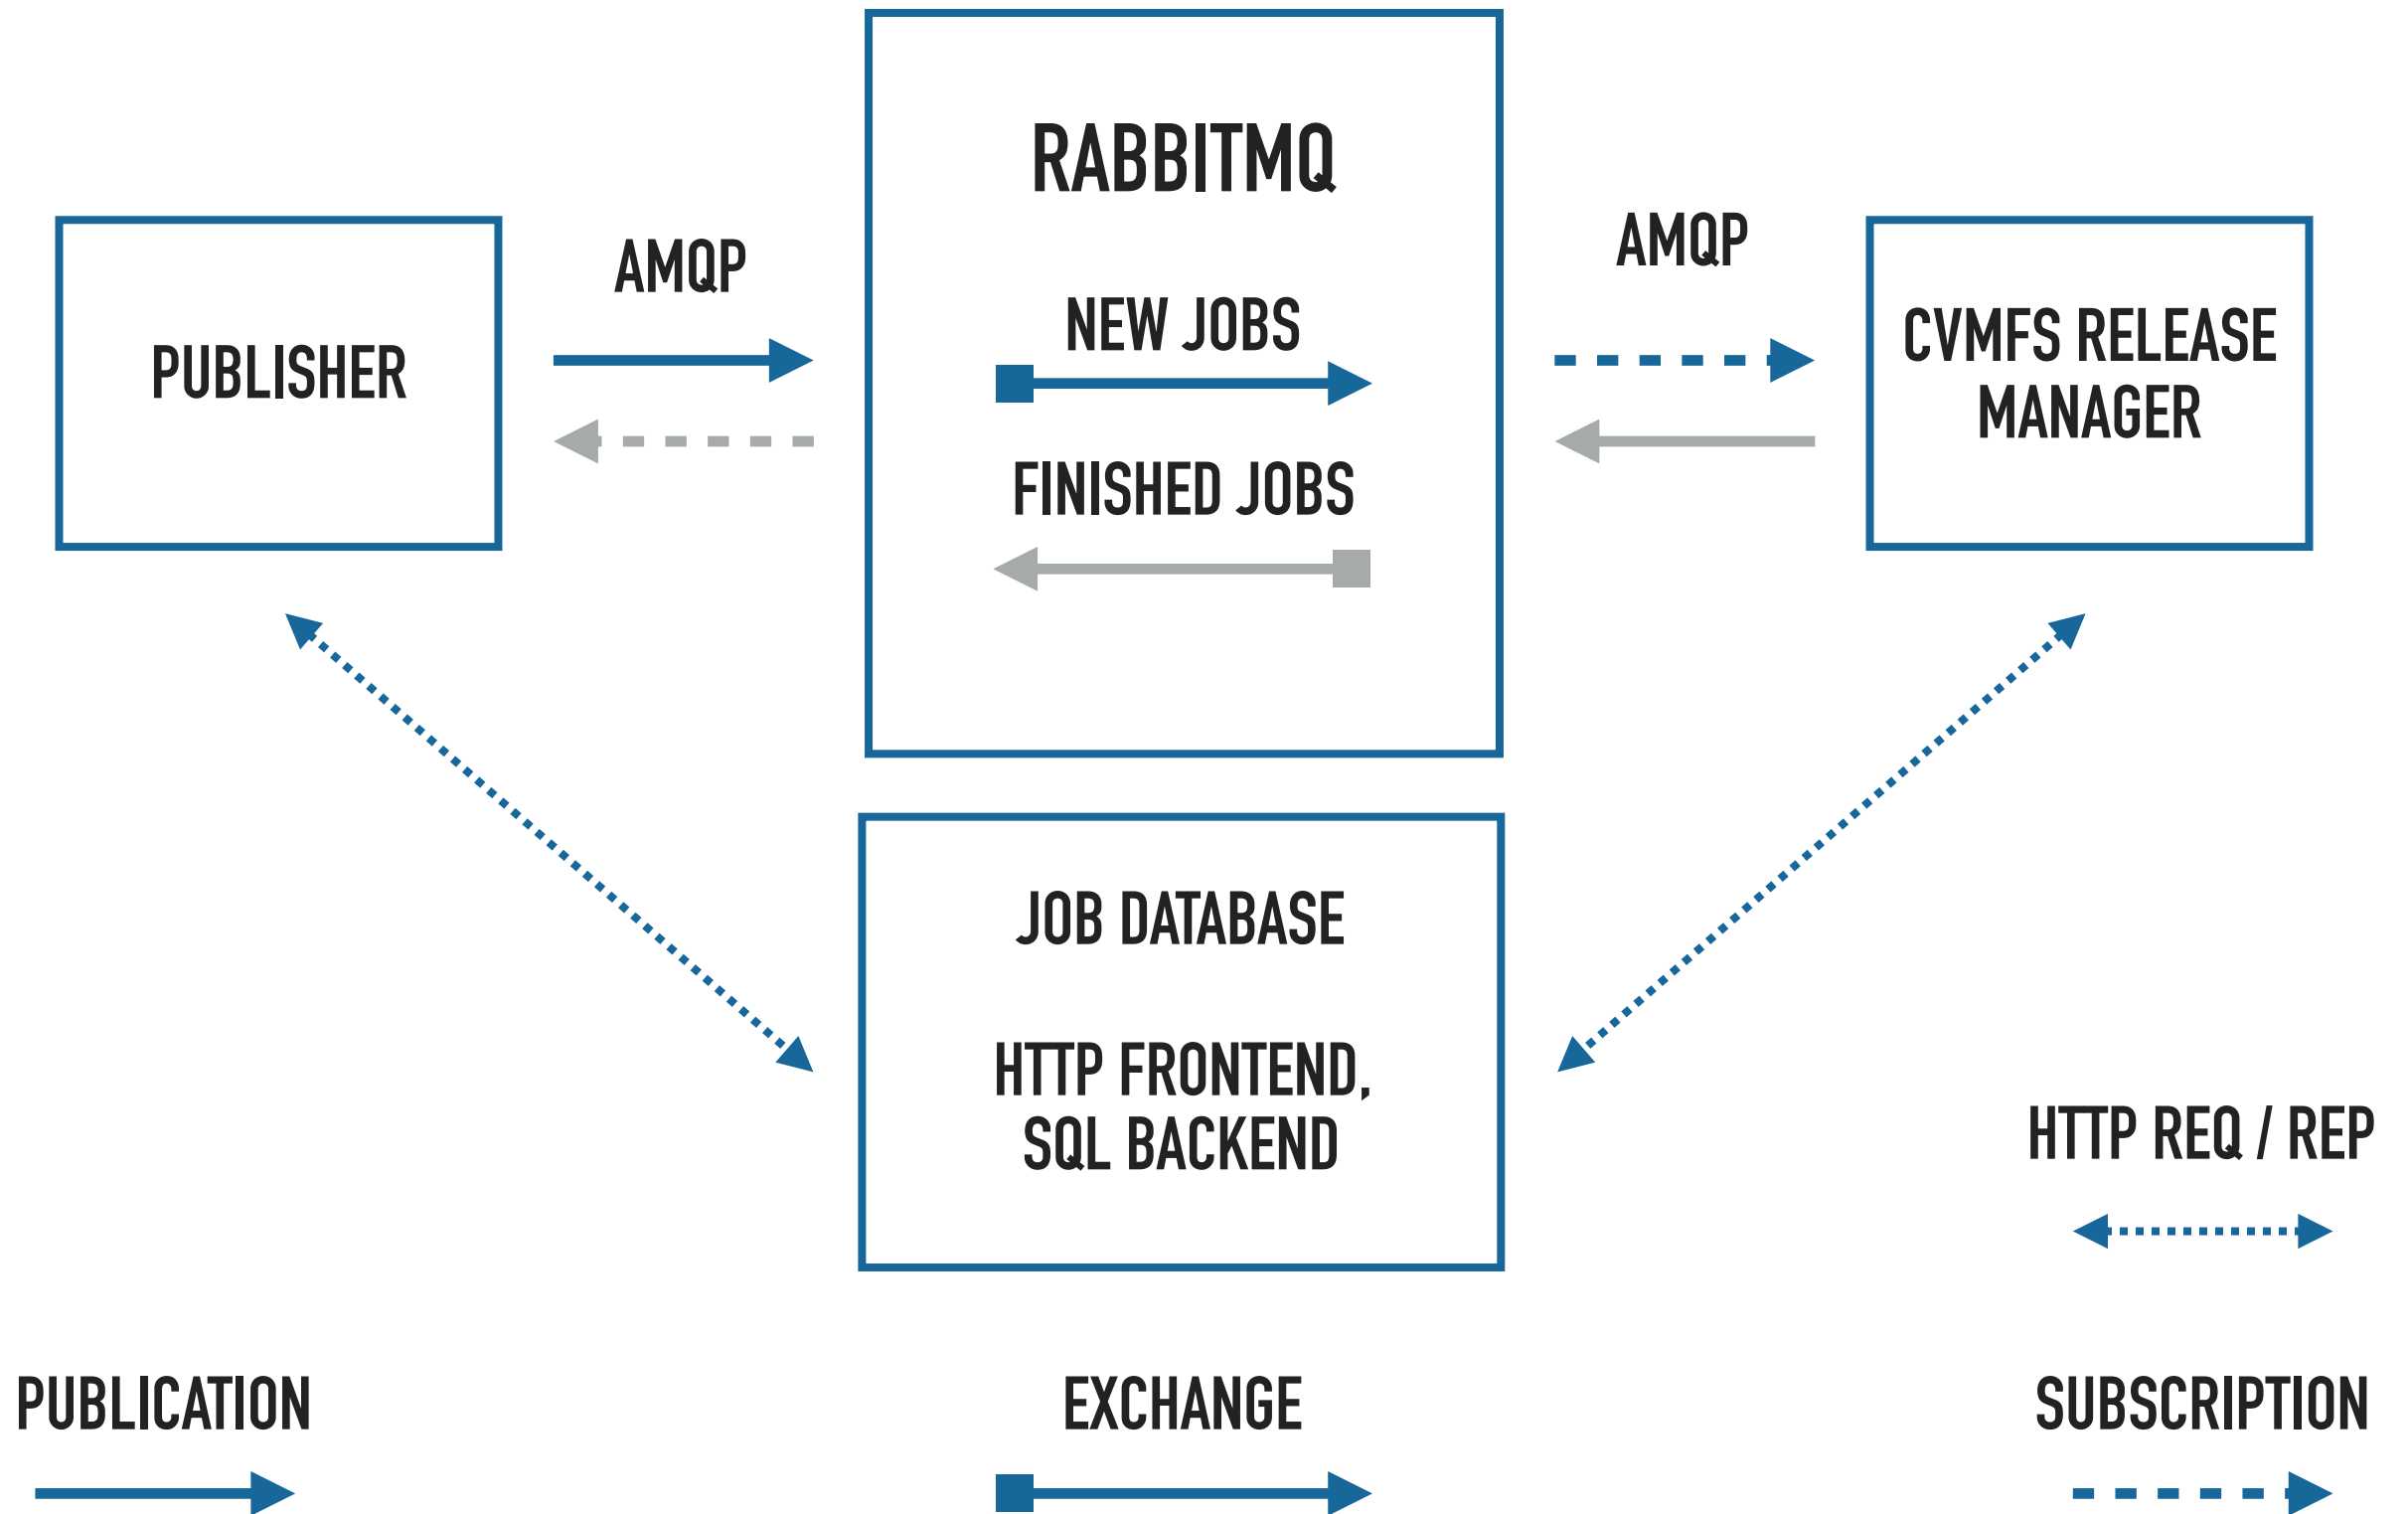 RABBITMQ
PUBLISHER
AMQP
NEW JOBS
FINISHED JOBS
AMQP
CVMFS RELEASE
MANAGER
JOB DATABASE
HTTP FRONTEND,
SQL BACKEND
HTTP REQ / REP
PUBLICATION
EXCHANGE
SUBSCRIPTION